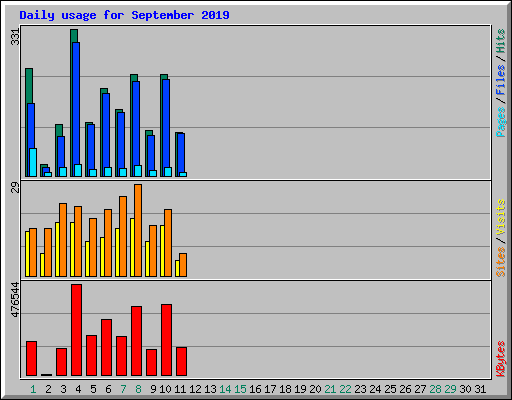 Daily usage for September 2019
331
Pages/Files/Hits
29
Sites/Visits
476544
KBytes
1 2 3 4 5 6 7 8 9 10 11 12 13 14 15 16 17 18 19 20 21 22 23 24 25 26 27 28 29 30 31